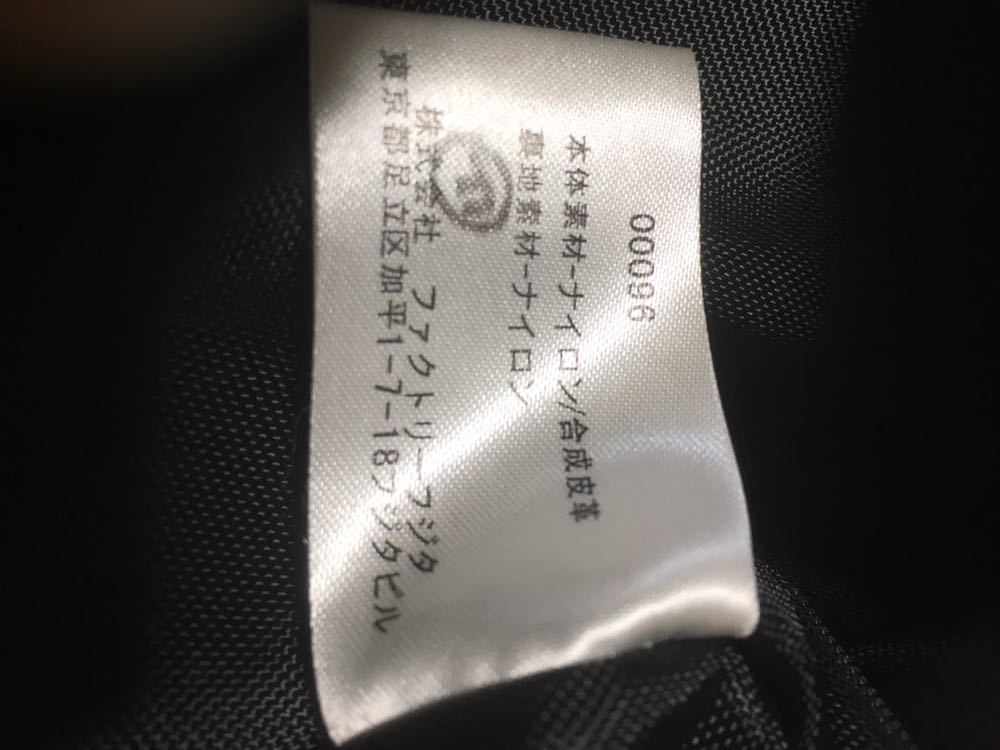 00096
本体素材-ナイロン/合成皮革
裏地素材-ナイロン
株式会社 ファクトリーフジタ
東京都足立区加平1-7-18フジタビル